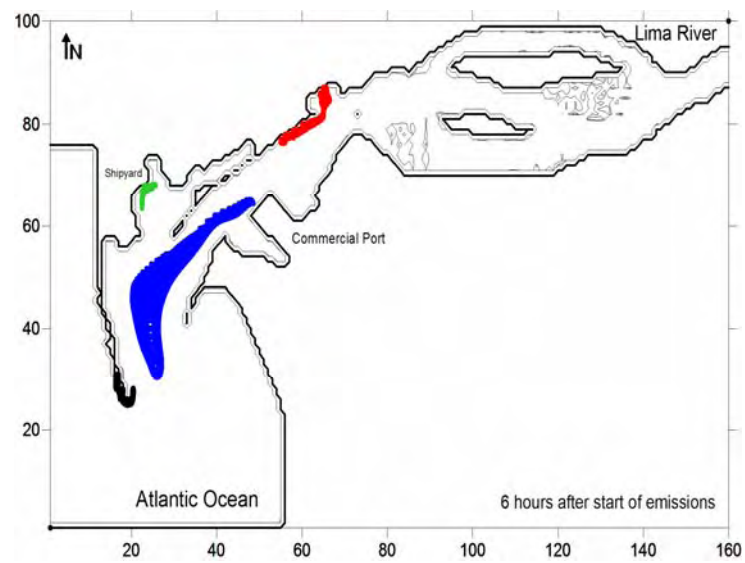 100
N
Lima River
80
Shipyard
60
Commercial Port
40
20
Atlantic Ocean
6 hours after start of emissions
20 40 60 80 100 120 140 160